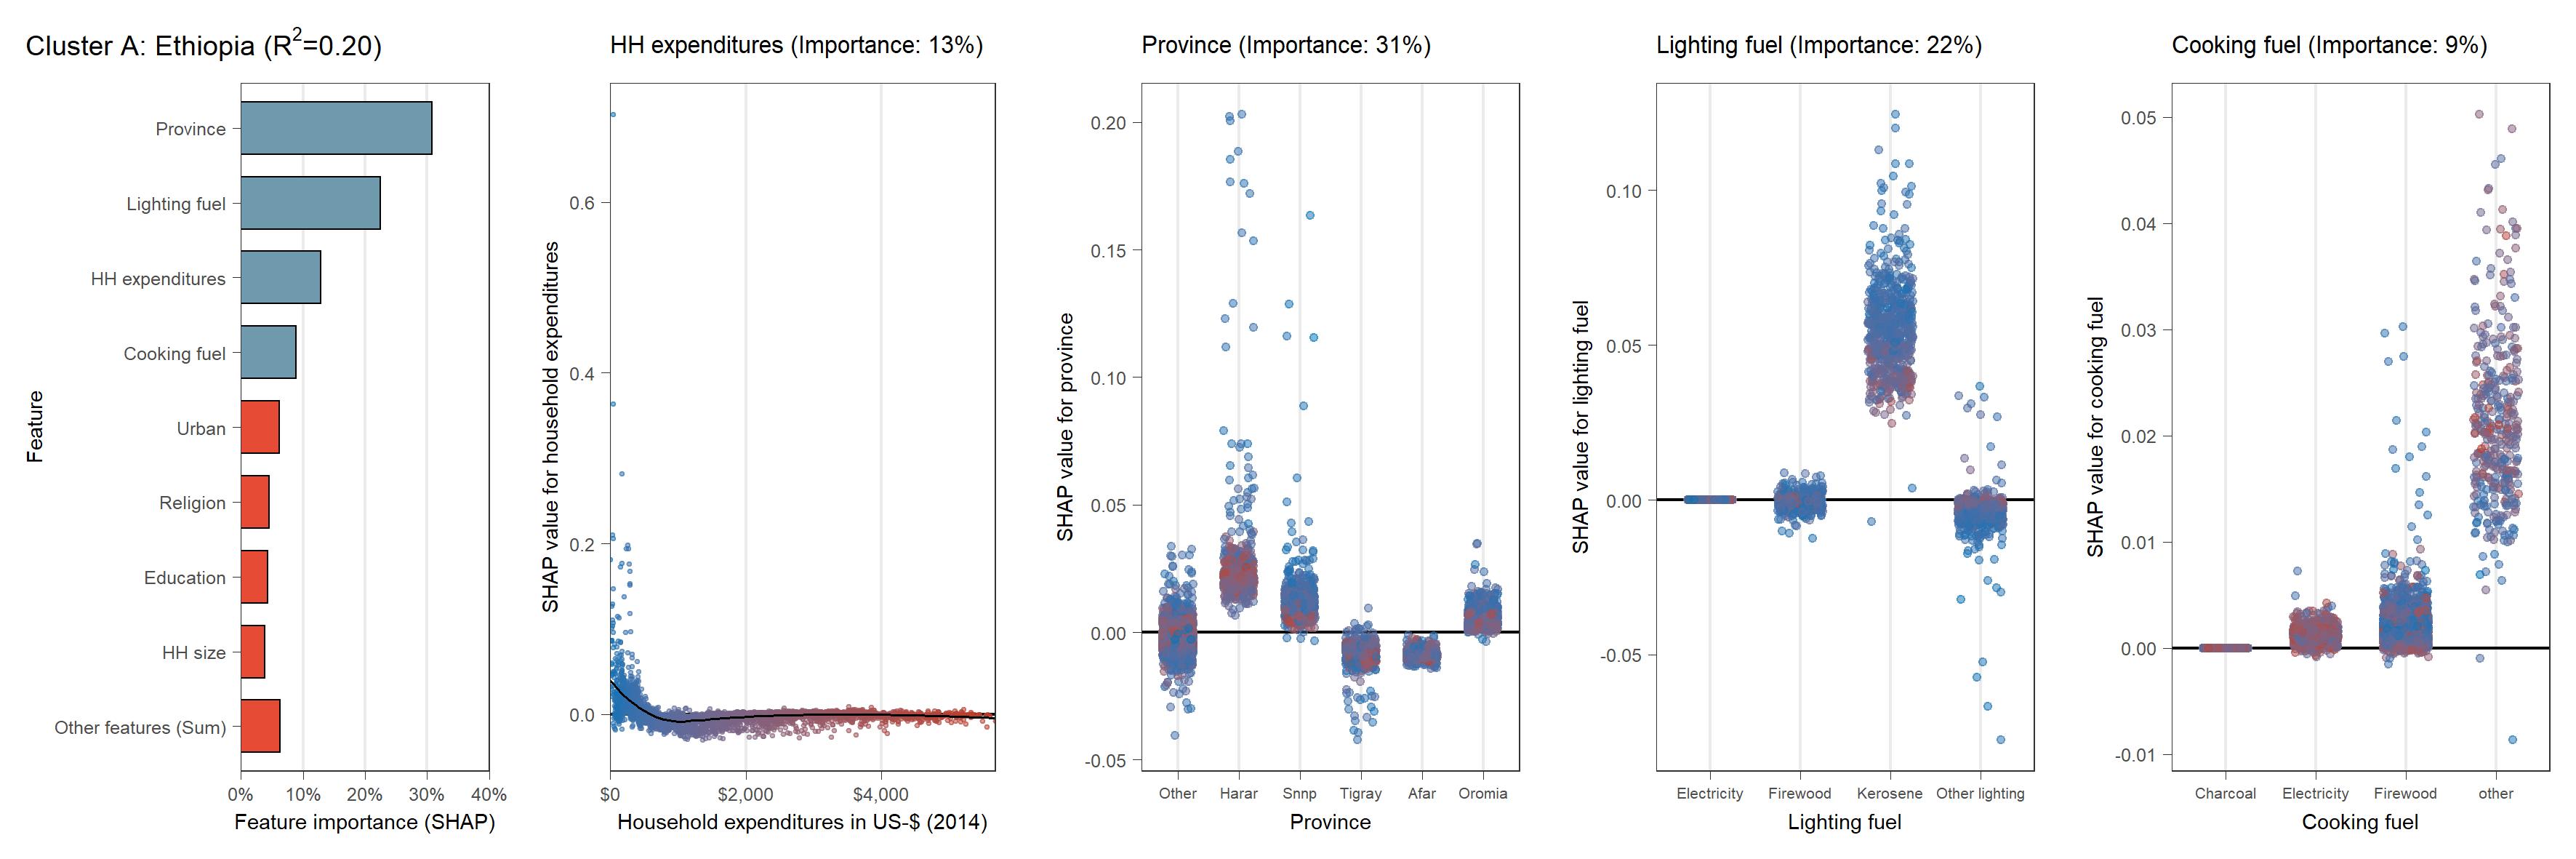 Cluster A: Ethiopia (R²=0.20)
Feature
Province
Lighting fuel
HH expenditures
Cooking fuel
Urban
Religion
Education
HH size
Other features (Sum)
0% 10% 20% 30% 40%
Feature importance (SHAP)
HH expenditures (Importance: 13%)
SHAP value for household expenditures
0.6
0.4
0.2
0.0
$0 $2,000 $4,000
Household expenditures in US-$ (2014)
Province (Importance: 31%)
SHAP value for province
0.20
0.15
0.10
0.05
0.00
-0.05
Other Harar Snnp Tigray Afar Oromia
Province
Lighting fuel (Importance: 22%)
SHAP value for lighting fuel
0.10
0.05
0.00
-0.05
Electricity Firewood Kerosene Other lighting
Lighting fuel
Cooking fuel (Importance: 9%)
SHAP value for cooking fuel
0.05
0.04
0.03
0.02
0.01
0.00
-0.01
Charcoal Electricity Firewood other
Cooking fuel